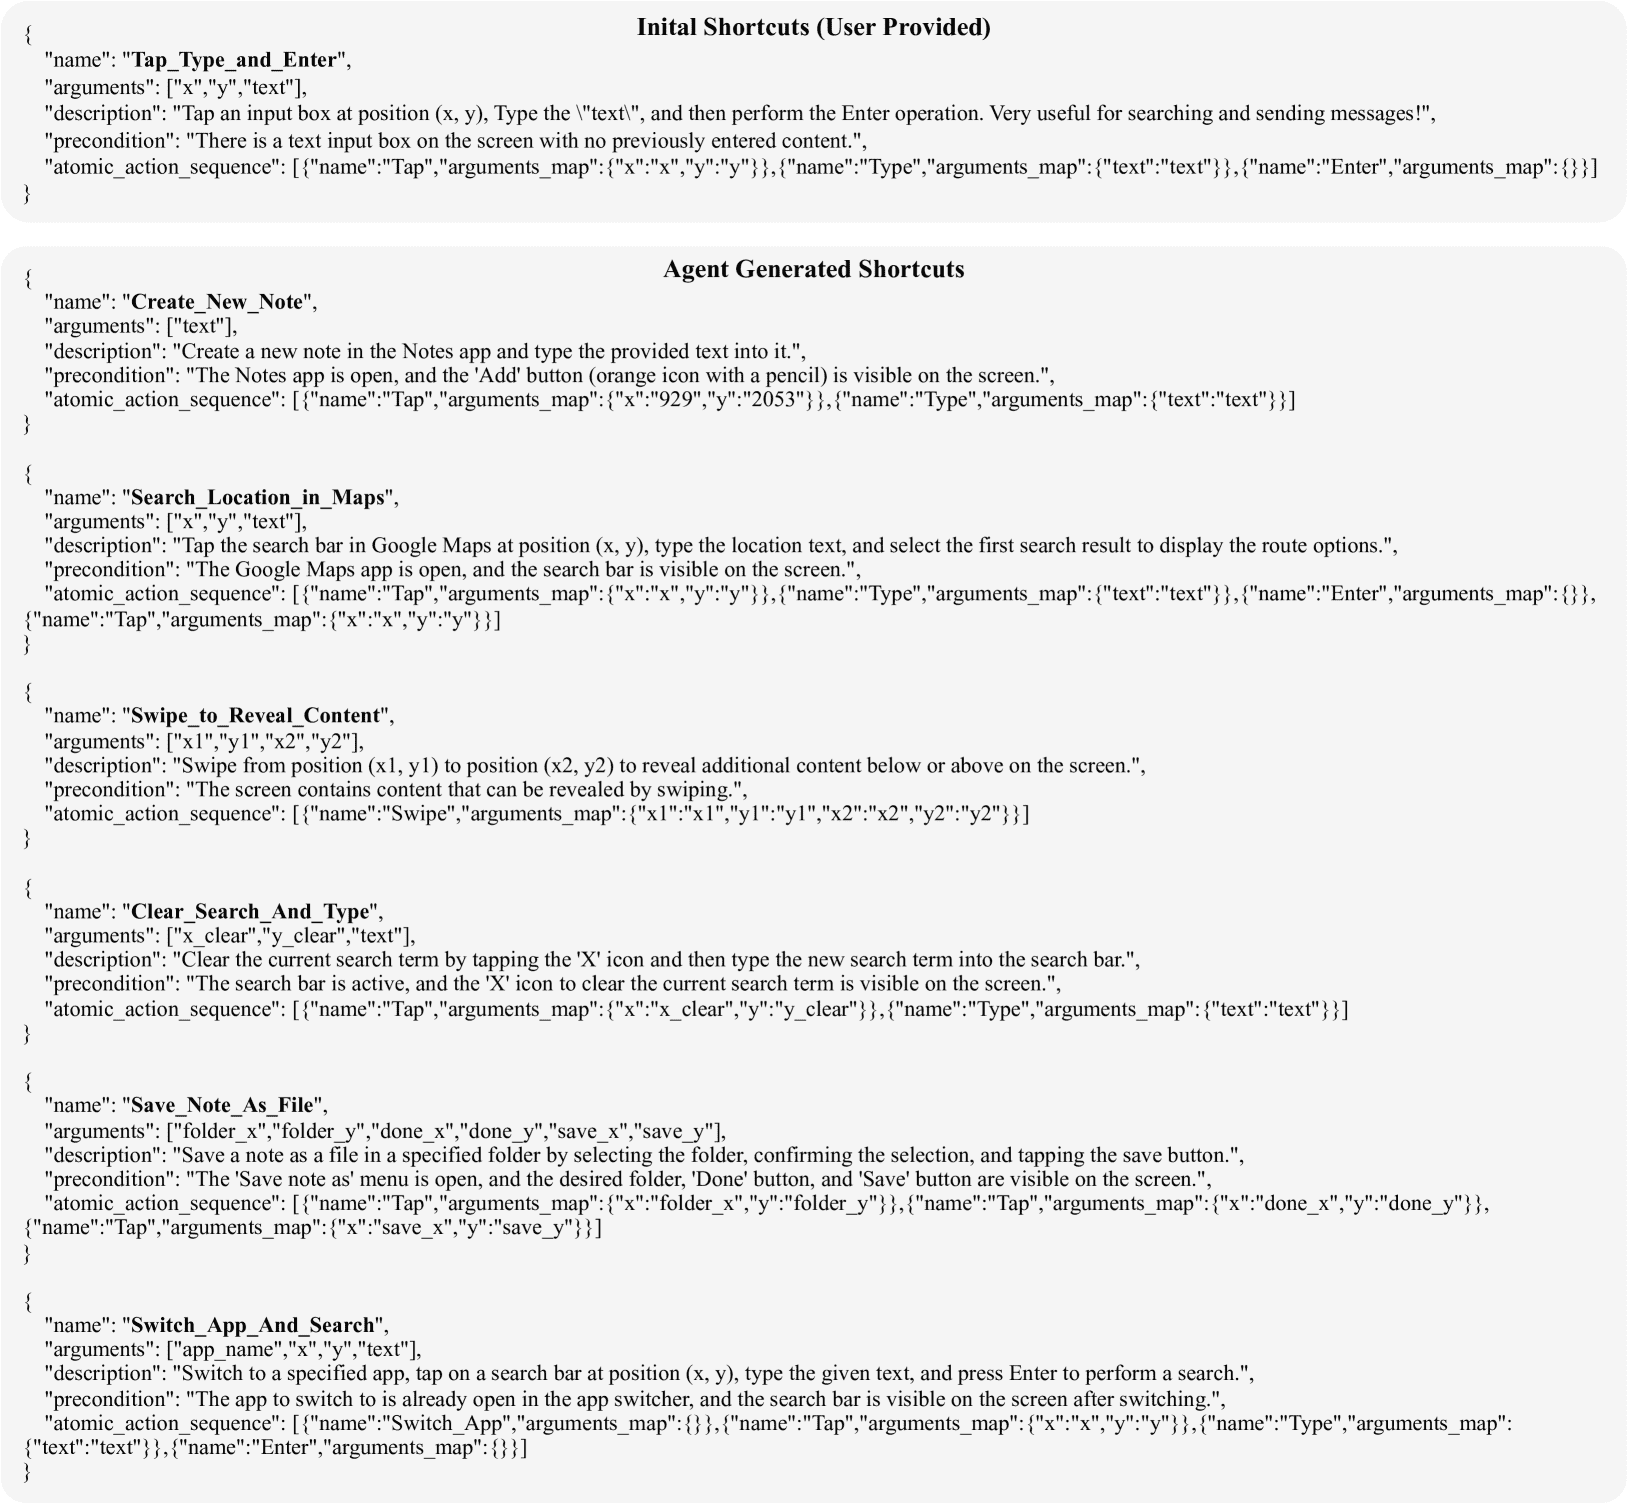 Inital Shortcuts (User Provided)
{
"name": "Tap_Type_and_Enter",
"arguments": ["x","y","text"],
"description": "Tap an input box at position (x, y), Type the \"text\", and then perform the Enter operation. Very useful for searching and sending messages!",
"precondition": "There is a text input box on the screen with no previously entered content.",
"atomic_action_sequence": [{"name":"Tap","arguments_map":{"x":"x","y":"y"}},{"name":"Type","arguments_map":{"text":"text"}},{"name":"Enter","arguments_map":{}}]
}
Agent Generated Shortcuts
{
"name": "Create_New_Note",
"arguments": ["text"],
"description": "Create a new note in the Notes app and type the provided text into it.",
"precondition": "The Notes app is open, and the 'Add' button (orange icon with a pencil) is visible on the screen.",
"atomic_action_sequence": [{"name":"Tap","arguments_map":{"x":"929","y":"2053"}},{"name":"Type","arguments_map":{"text":"text"}}]
}
{
"name": "Search_Location_in_Maps",
"arguments": ["x","y","text"],
"description": "Tap the search bar in Google Maps at position (x, y), type the location text, and select the first search result to display the route options.",
"precondition": "The Google Maps app is open, and the search bar is visible on the screen.",
"atomic_action_sequence": [{"name":"Tap","arguments_map":{"x":"x","y":"y"}},{"name":"Type","arguments_map":{"text":"text"}},{"name":"Enter","arguments_map":{}},
{"name":"Tap","arguments_map":{"x":"x","y":"y"}}]
}
{
"name": "Swipe_to_Reveal_Content",
"arguments": ["x1","y1","x2","y2"],
"description": "Swipe from position (x1, y1) to position (x2, y2) to reveal additional content below or above on the screen.",
"precondition": "The screen contains content that can be revealed by swiping.",
"atomic_action_sequence": [{"name":"Swipe","arguments_map":{"x1":"x1","y1":"y1","x2":"x2","y2":"y2"}}]
}
{
"name": "Clear_Search_And_Type",
"arguments": ["x_clear","y_clear","text"],
"description": "Clear the current search term by tapping the 'X' icon and then type the new search term into the search bar.",
"precondition": "The search bar is active, and the 'X' icon to clear the current search term is visible on the screen.",
"atomic_action_sequence": [{"name":"Tap","arguments_map":{"x":"x_clear","y":"y_clear"}},{"name":"Type","arguments_map":{"text":"text"}}]
}
{
"name": "Save_Note_As_File",
"arguments": ["folder_x","folder_y","done_x","done_y","save_x","save_y"],
"description": "Save a note as a file in a specified folder by selecting the folder, confirming the selection, and tapping the save button.",
"precondition": "The 'Save note as' menu is open, and the desired folder, 'Done' button, and 'Save' button are visible on the screen.",
"atomic_action_sequence": [{"name":"Tap","arguments_map":{"x":"folder_x","y":"folder_y"}},{"name":"Tap","arguments_map":{"x":"done_x","y":"done_y"}},
{"name":"Tap","arguments_map":{"x":"save_x","y":"save_y"}}]
}
{
"name": "Switch_App_And_Search",
"arguments": ["app_name","x","y","text"],
"description": "Switch to a specified app, tap on a search bar at position (x, y), type the given text, and press Enter to perform a search.",
"precondition": "The app to switch to is already open in the app switcher, and the search bar is visible on the screen after switching.",
"atomic_action_sequence": [{"name":"Switch_App","arguments_map":{}},{"name":"Tap","arguments_map":{"x":"x","y":"y"}},{"name":"Type","arguments_map":
{"text":"text"}},{"name":"Enter","arguments_map":{}}]
}